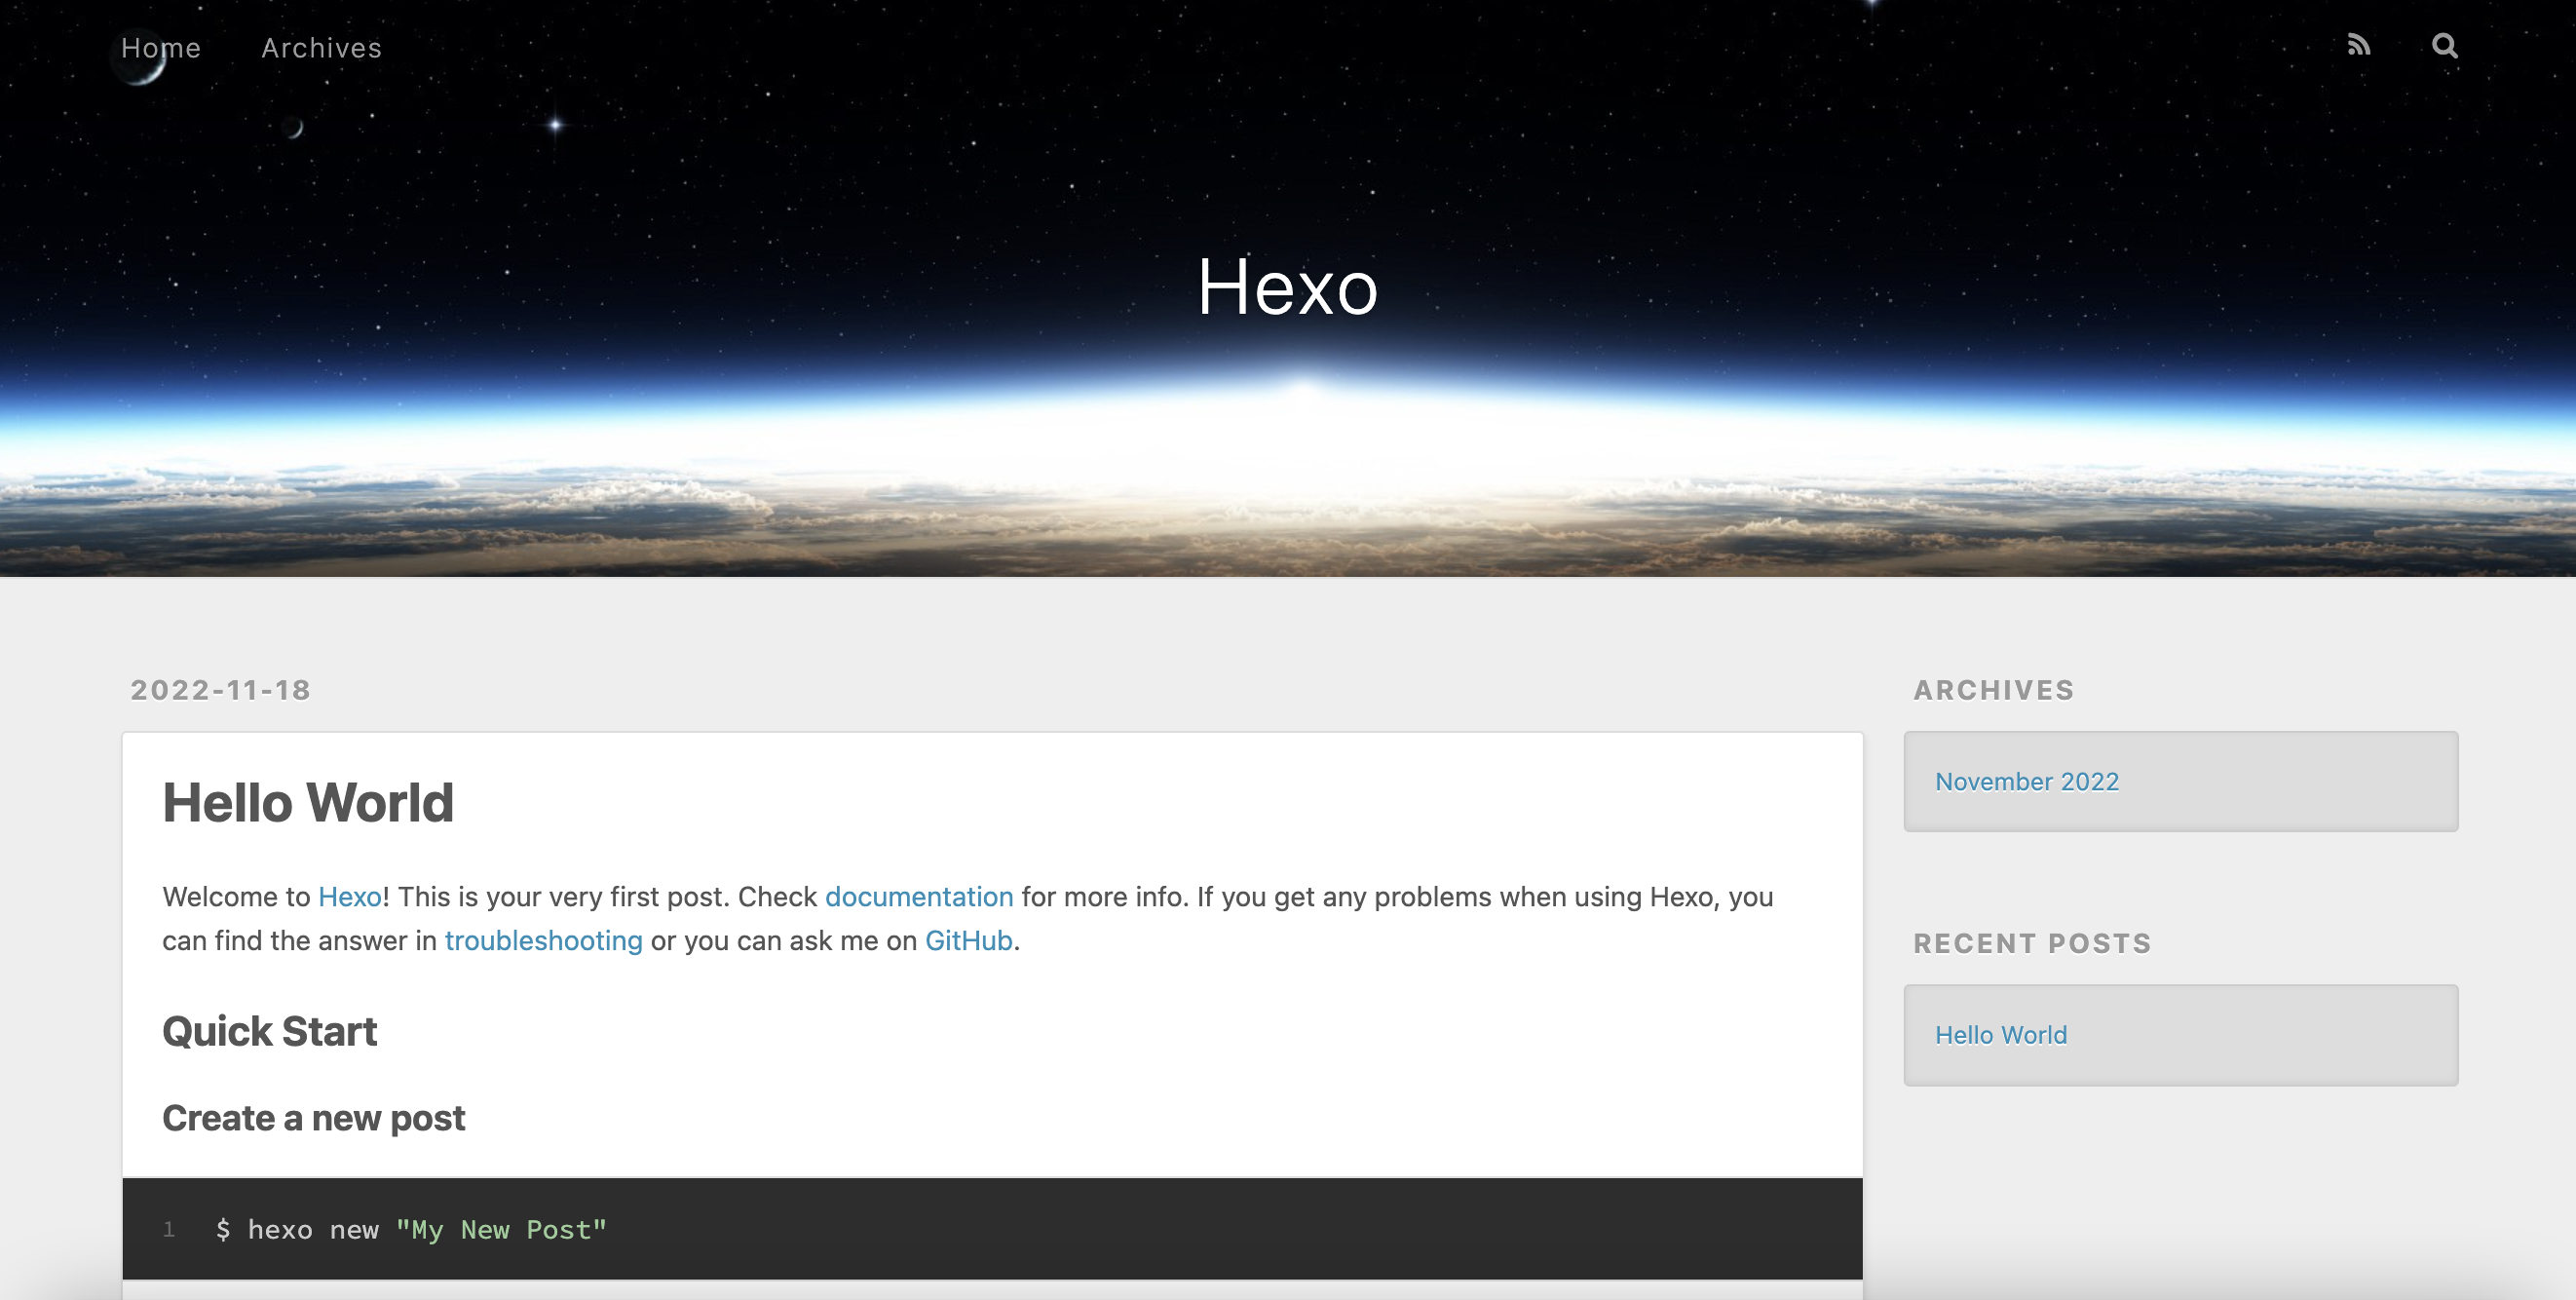 Home Archives
Hexo
2022-11-18
Hello World
Welcome to Hexo! This is your very first post. Check documentation for more info. If you get any problems when using Hexo, you
can find the answer in troubleshooting or you can ask me on GitHub.
Quick Start
Create a new post
1 $ hexo new "My New Post"
ARCHIVES
November 2022
RECENT POSTS
Hello World